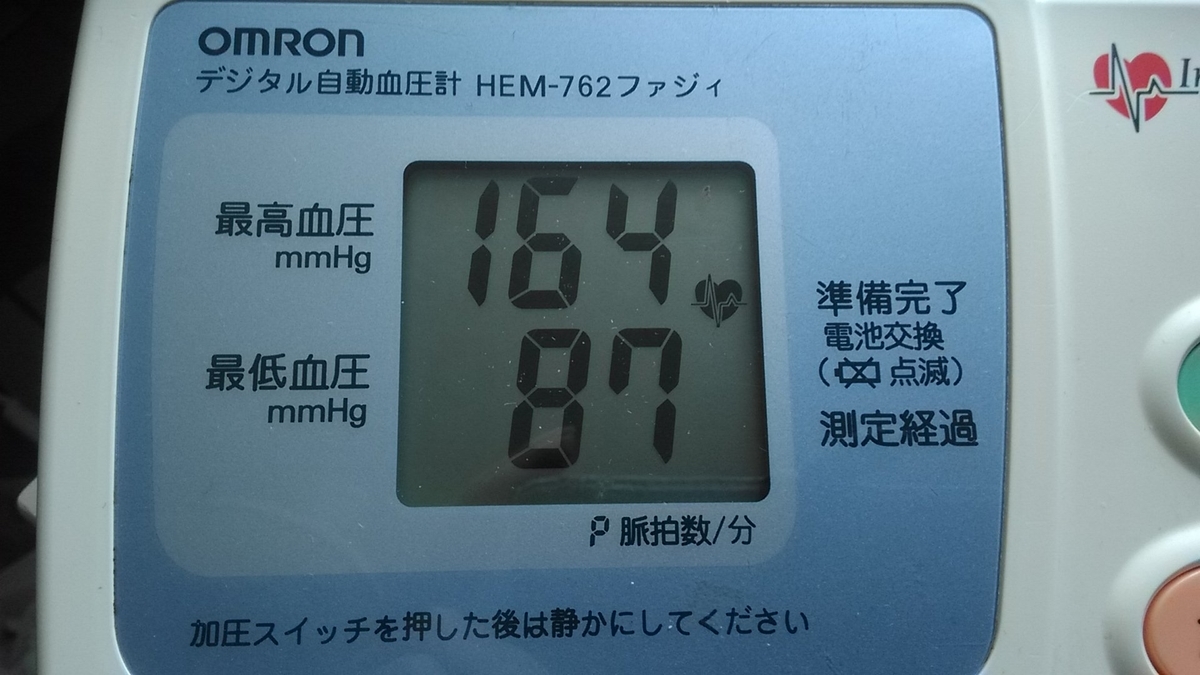 OMRON
デジタル自動血圧計 HEM-762ファジィ
最高血圧
mmHg
164
最低血圧
mmHg
87
準備完了
電池交換
( 点滅)
測定経過
P 脈拍数/分
加圧スイッチを押した後は静かにしてください